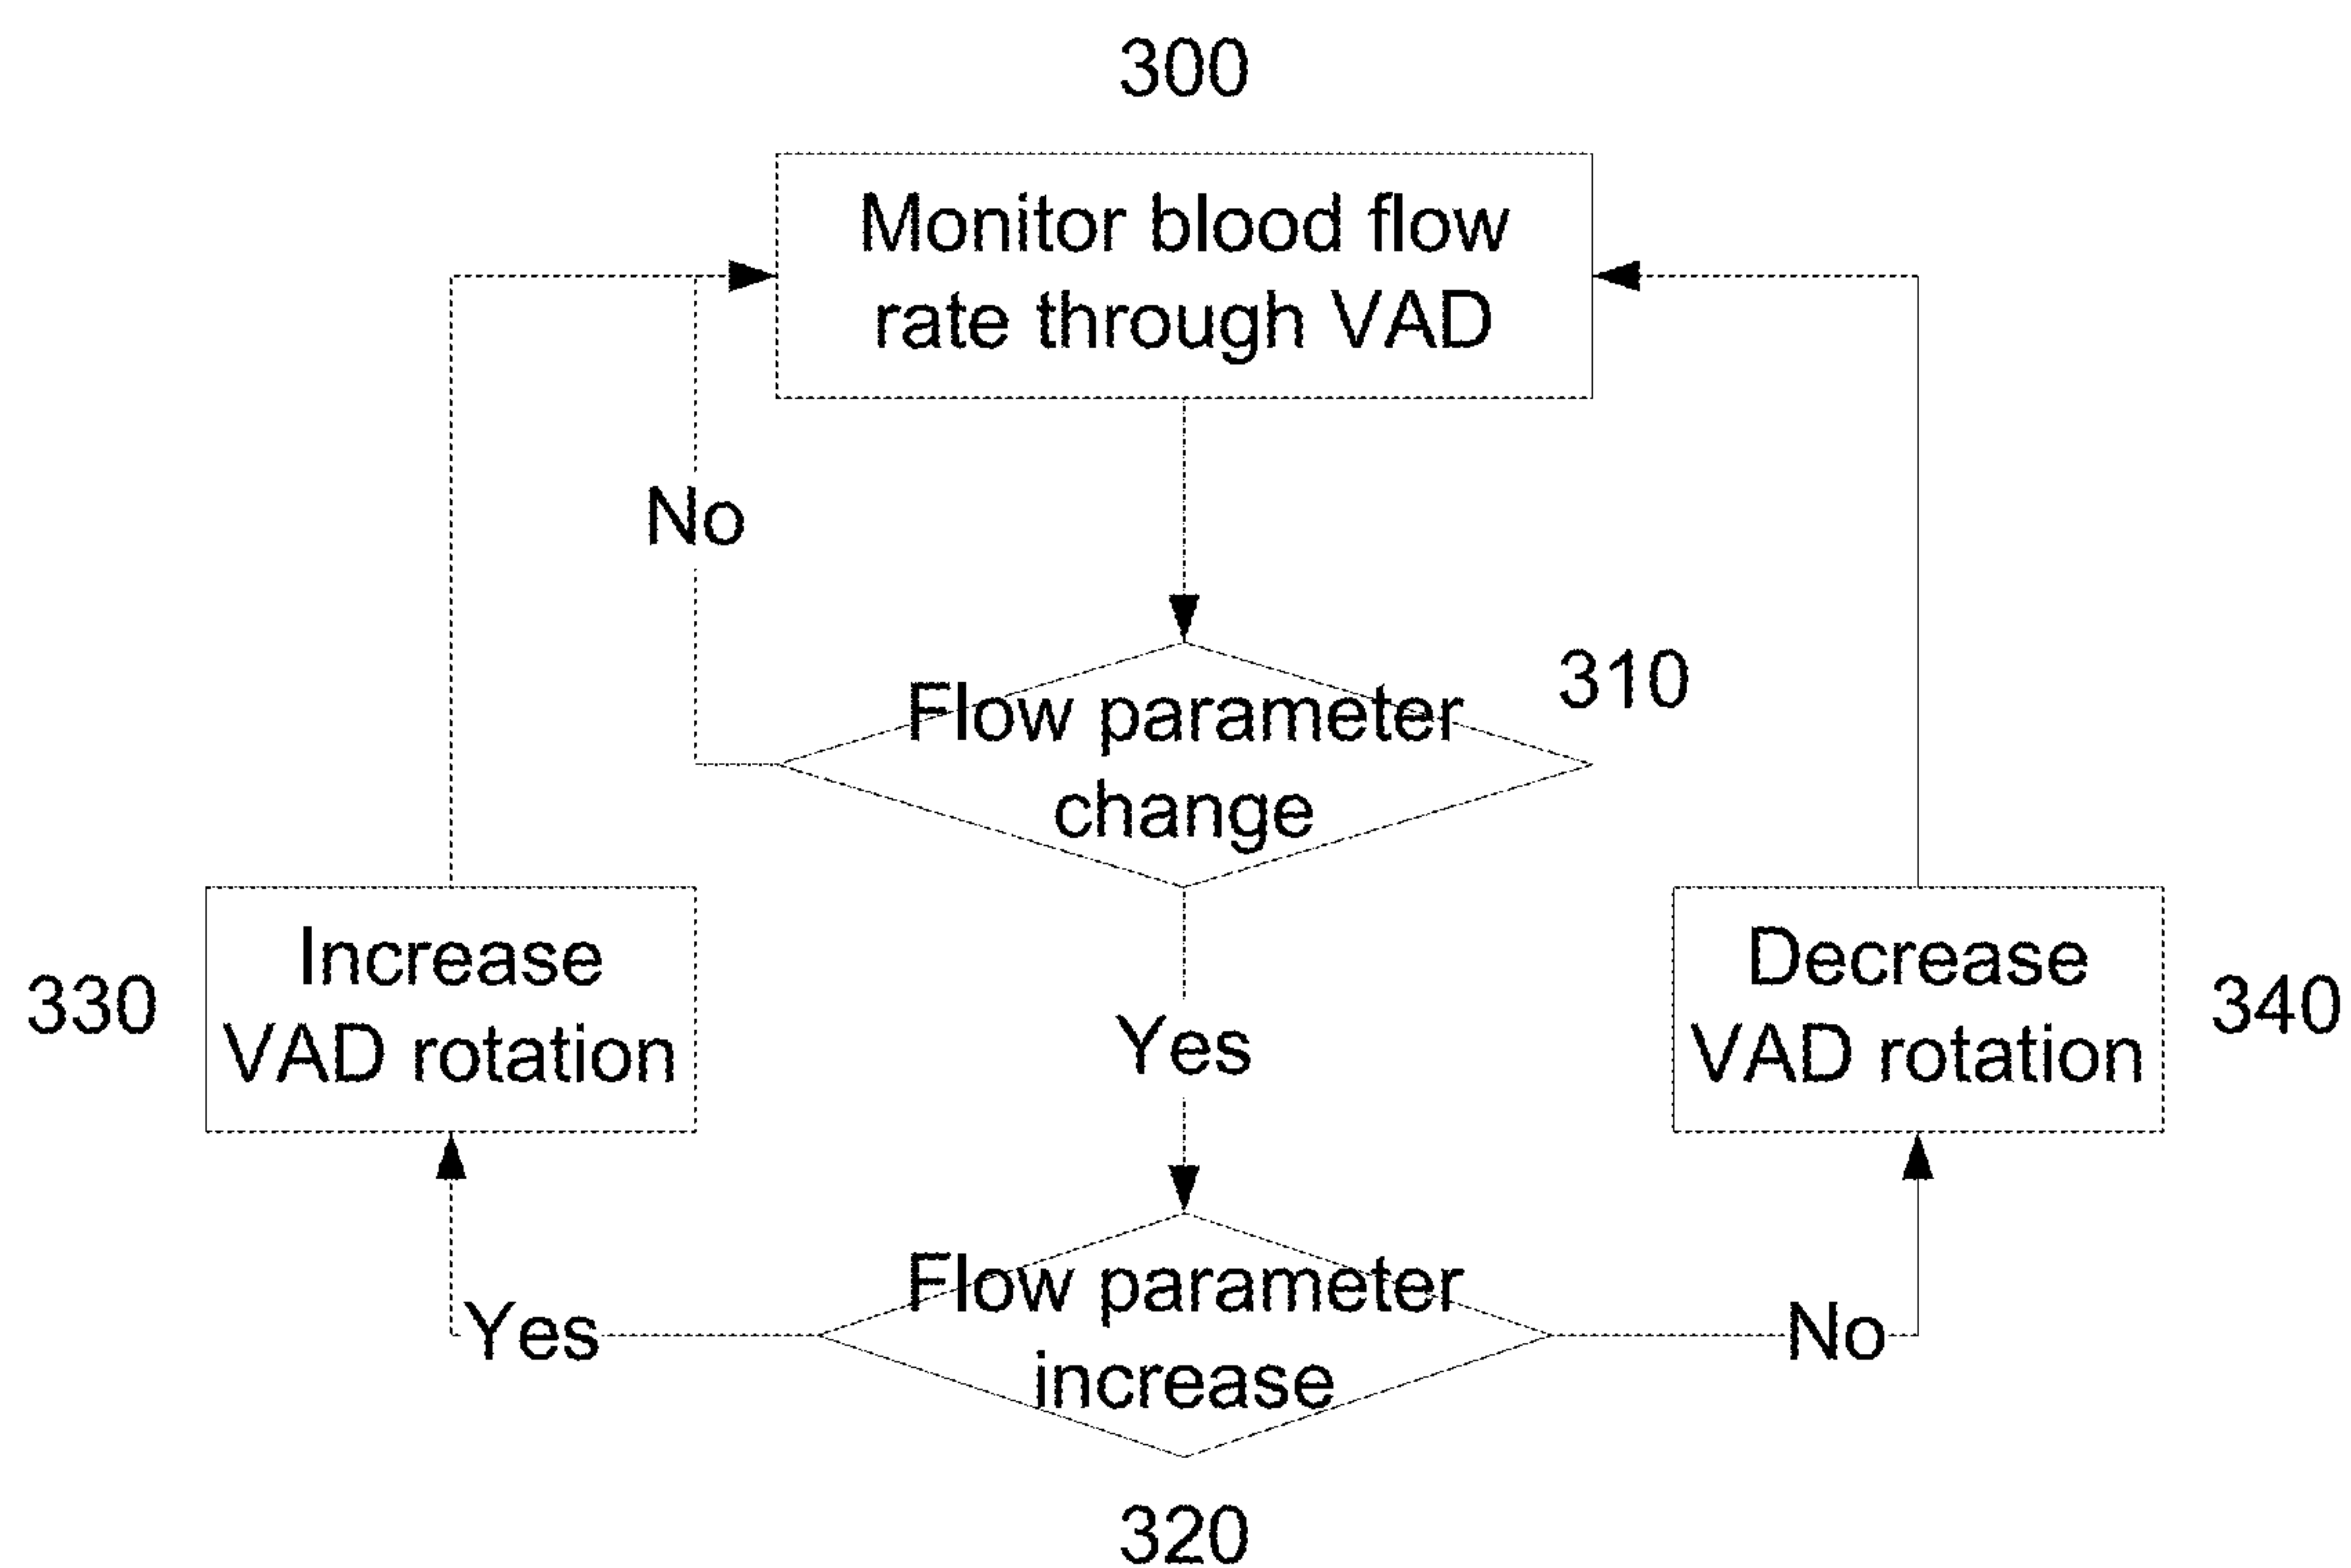 300
Monitor blood flow
rate through VAD
No
310
Flow parameter
change
330
Increase
VAD rotation
Yes
Decrease
VAD rotation
340
Yes
Flow parameter
increase
No
320